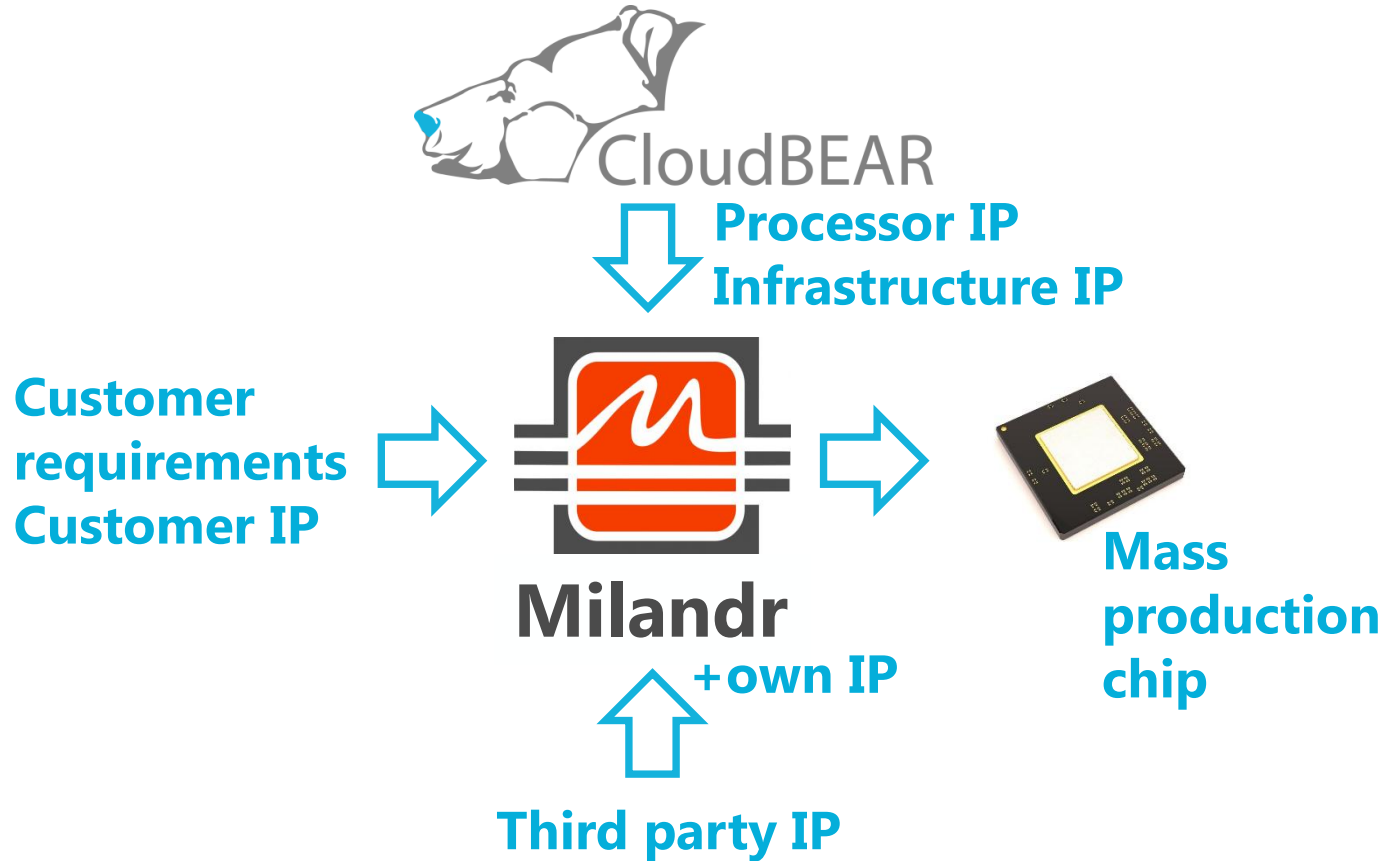 CloudBEAR
Processor IP
Infrastructure IP
Customer
requirements
Customer IP
Milandr
+own IP
Mass
production
chip
Third party IP